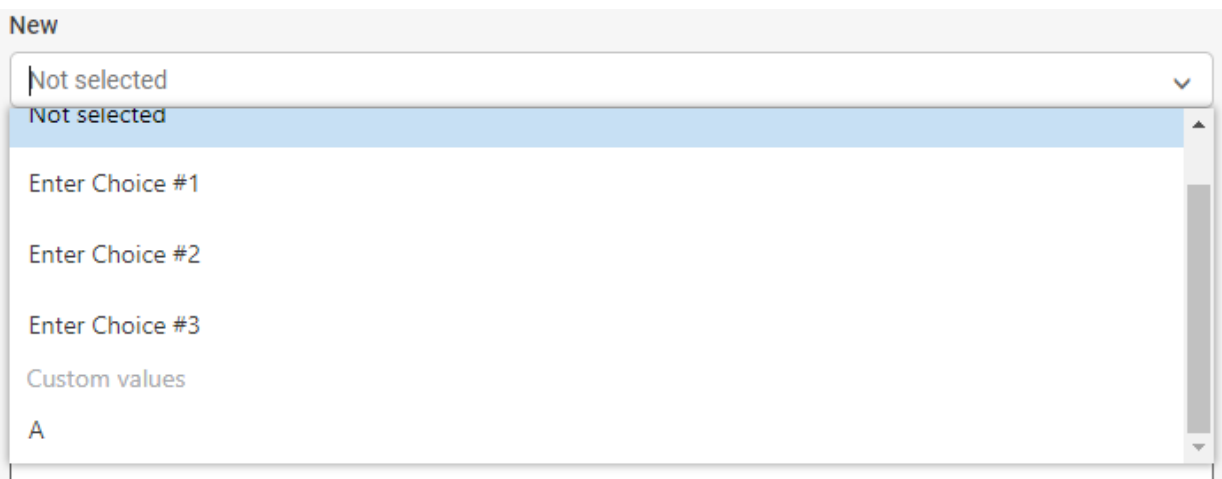 New
Not selected
Not selected
Enter Choice #1
Enter Choice #2
Enter Choice #3
Custom values
A